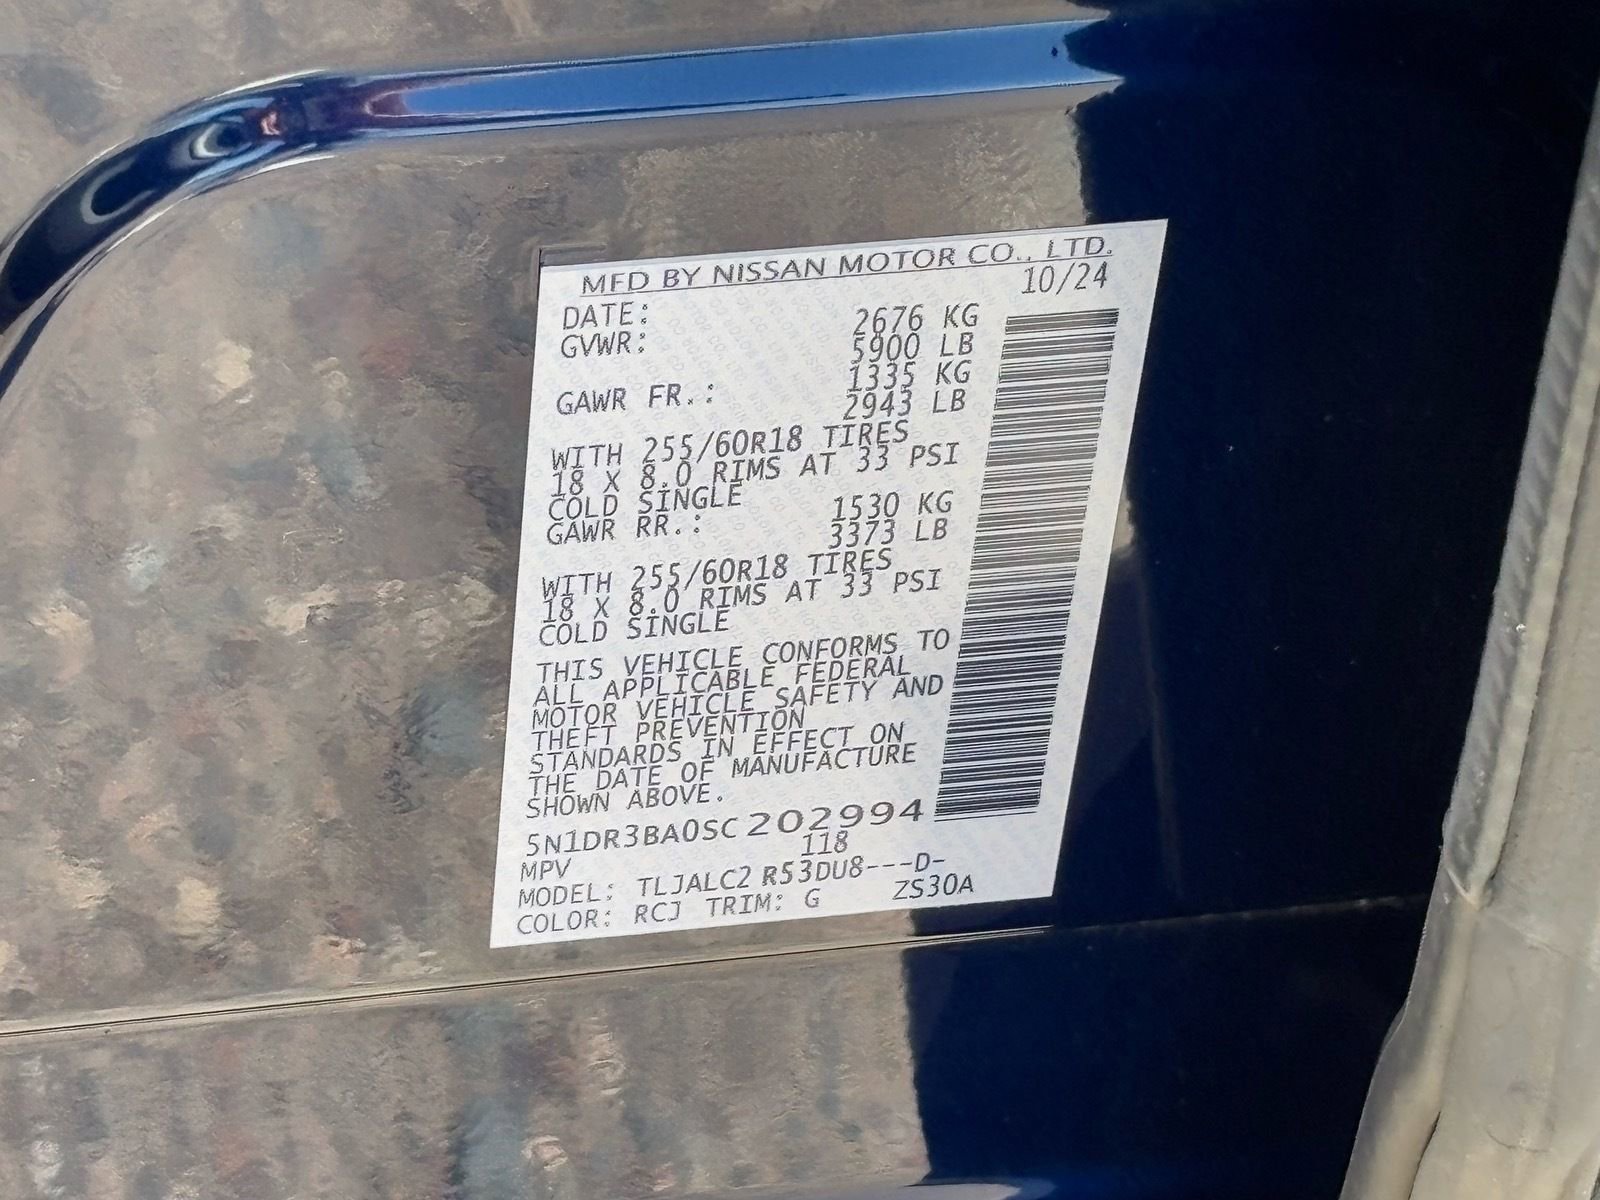 MFD BY NISSAN MOTOR CO., LTD.
DATE: 10/24
GVWR: 2676 KG
5900 LB
GAWR FR.: 1335 KG
2943 LB
WITH 255/60R18 TIRES
18 X 8.0 RIMS AT 33 PSI
COLD SINGLE
GAWR RR.: 1530 KG
3373 LB
WITH 255/60R18 TIRES
18 X 8.0 RIMS AT 33 PSI
COLD SINGLE
THIS VEHICLE CONFORMS TO
ALL APPLICABLE FEDERAL
MOTOR VEHICLE SAFETY AND
THEFT PREVENTION
STANDARDS IN EFFECT ON
THE DATE OF MANUFACTURE
SHOWN ABOVE.
5N1DR3BA0SC202994
MPV 118
MODEL: TLJALC2 R53DU8---D-
COLOR: RCJ TRIM: G ZS30A